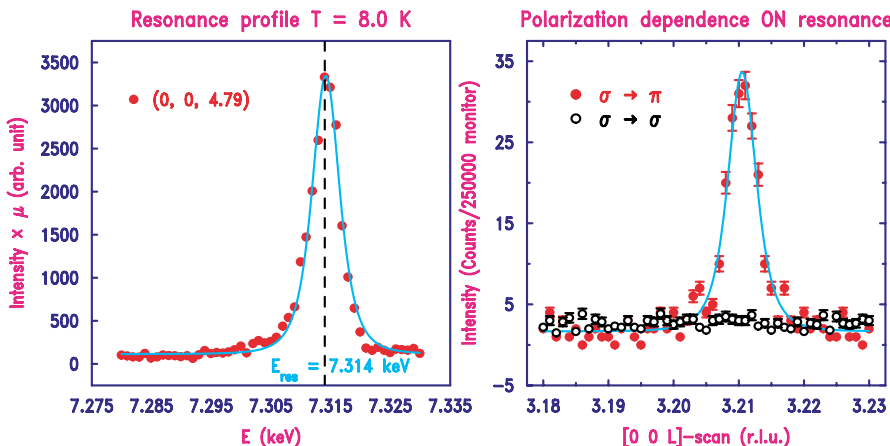 Resonance profile T = 8.0 K
Intensity × μ (arb. unit)
3500
3000
2500
2000
1500
1000
500
0
(0, 0, 4.79)
E_res = 7.314 keV
7.275
7.285
7.295
7.305
7.315
7.325
7.335
E (keV)
Polarization dependence ON resonance
Intensity (Counts/250000 monitor)
35
25
15
5
−5
σ → π
σ → σ
3.18
3.19
3.20
3.21
3.22
3.23
[0 0 L]−scan (r.l.u.)